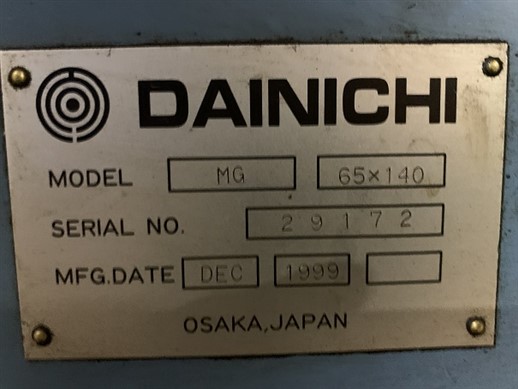 DAINICHI
MODEL MG 65×140
SERIAL NO. 29172
MFG.DATE DEC 1999
OSAKA,JAPAN